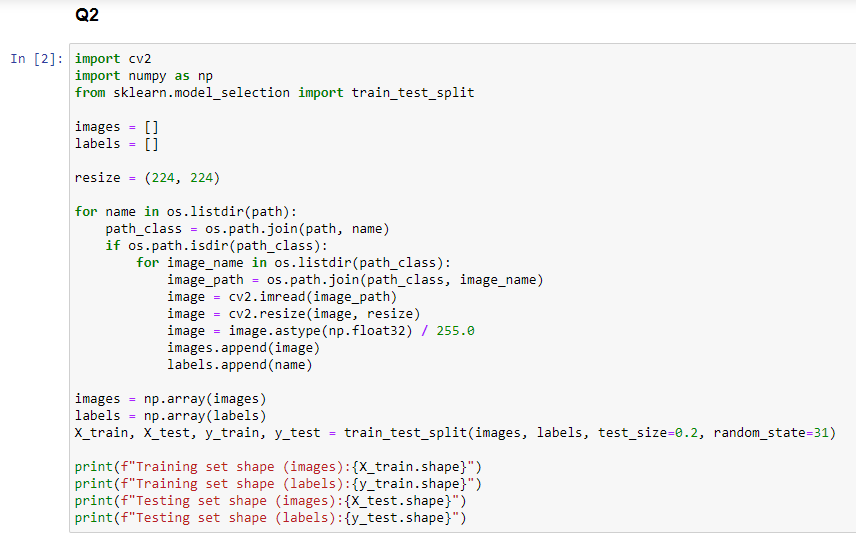 Q2
In [2]: import cv2
import numpy as np
from sklearn.model_selection import train_test_split
images = []
labels = []
resize = (224, 224)
for name in os.listdir(path):
    path_class = os.path.join(path, name)
    if os.path.isdir(path_class):
        for image_name in os.listdir(path_class):
            image_path = os.path.join(path_class, image_name)
            image = cv2.imread(image_path)
            image = cv2.resize(image, resize)
            image = image.astype(np.float32) / 255.0
            images.append(image)
            labels.append(name)
images = np.array(images)
labels = np.array(labels)
X_train, X_test, y_train, y_test = train_test_split(images, labels, test_size=0.2, random_state=31)
print(f"Training set shape (images):{X_train.shape}")
print(f"Training set shape (labels):{y_train.shape}")
print(f"Testing set shape (images):{X_test.shape}")
print(f"Testing set shape (labels):{y_test.shape}")